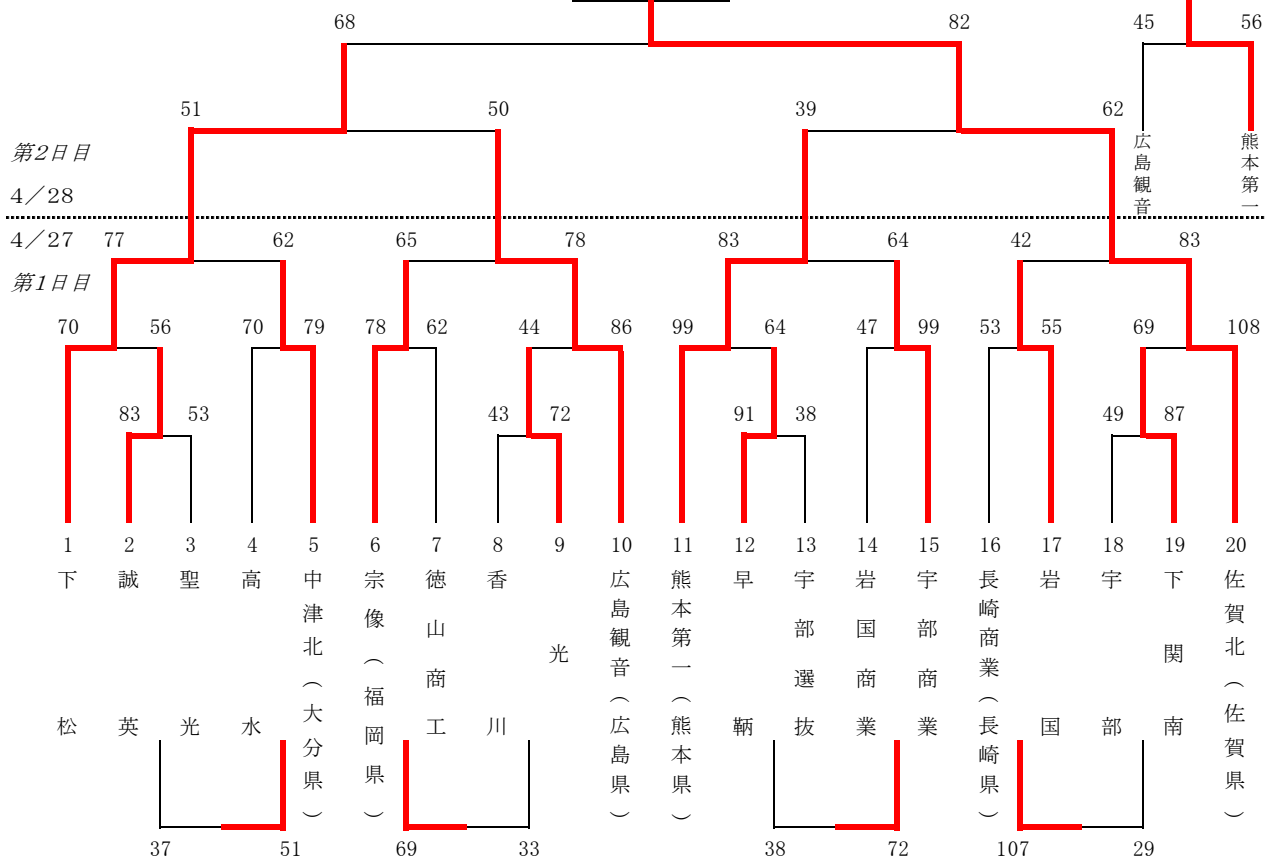 68 82 45 56
51 50 39 62
広島観音
熊本第一
第2日目
4／28
4／27 77 62 65 78 83 64 42 83
第1日目
70 56 70 79 78 62 44 86 99 64 47 99 53 55 69 108
83 53 43 72 91 38 49 87
1 2 3 4 5 6 7 8 9 10 11 12 13 14 15 16 17 18 19 20
下松
誠英
聖光
高水
中津北（大分県）
宗像（福岡県）
徳山商工
香川
光
広島観音（広島県）
熊本第一（熊本県）
早鞆
宇部選抜
岩国商業
宇部商業
長崎商業（長崎県）
岩国
宇部
下関南
佐賀北（佐賀県）
37 51 69 33 38 72 107 29